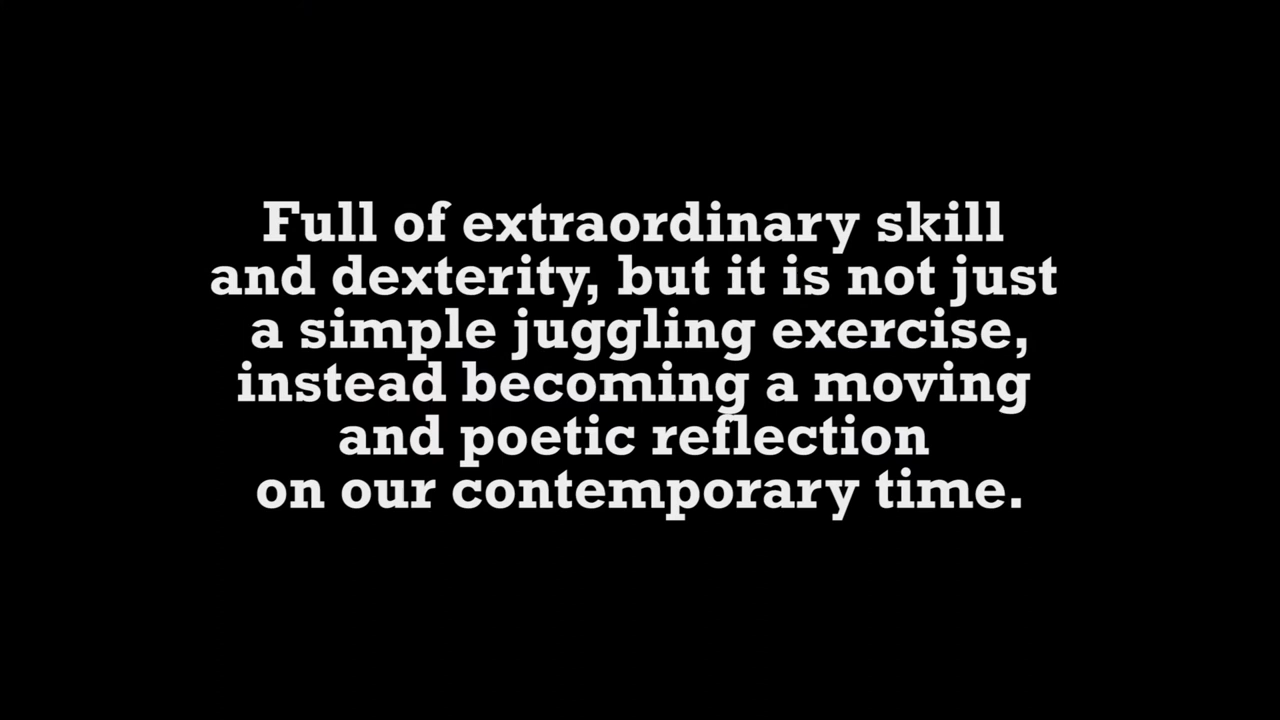 Full of extraordinary skill
and dexterity, but it is not just
a simple juggling exercise,
instead becoming a moving
and poetic reflection
on our contemporary time.